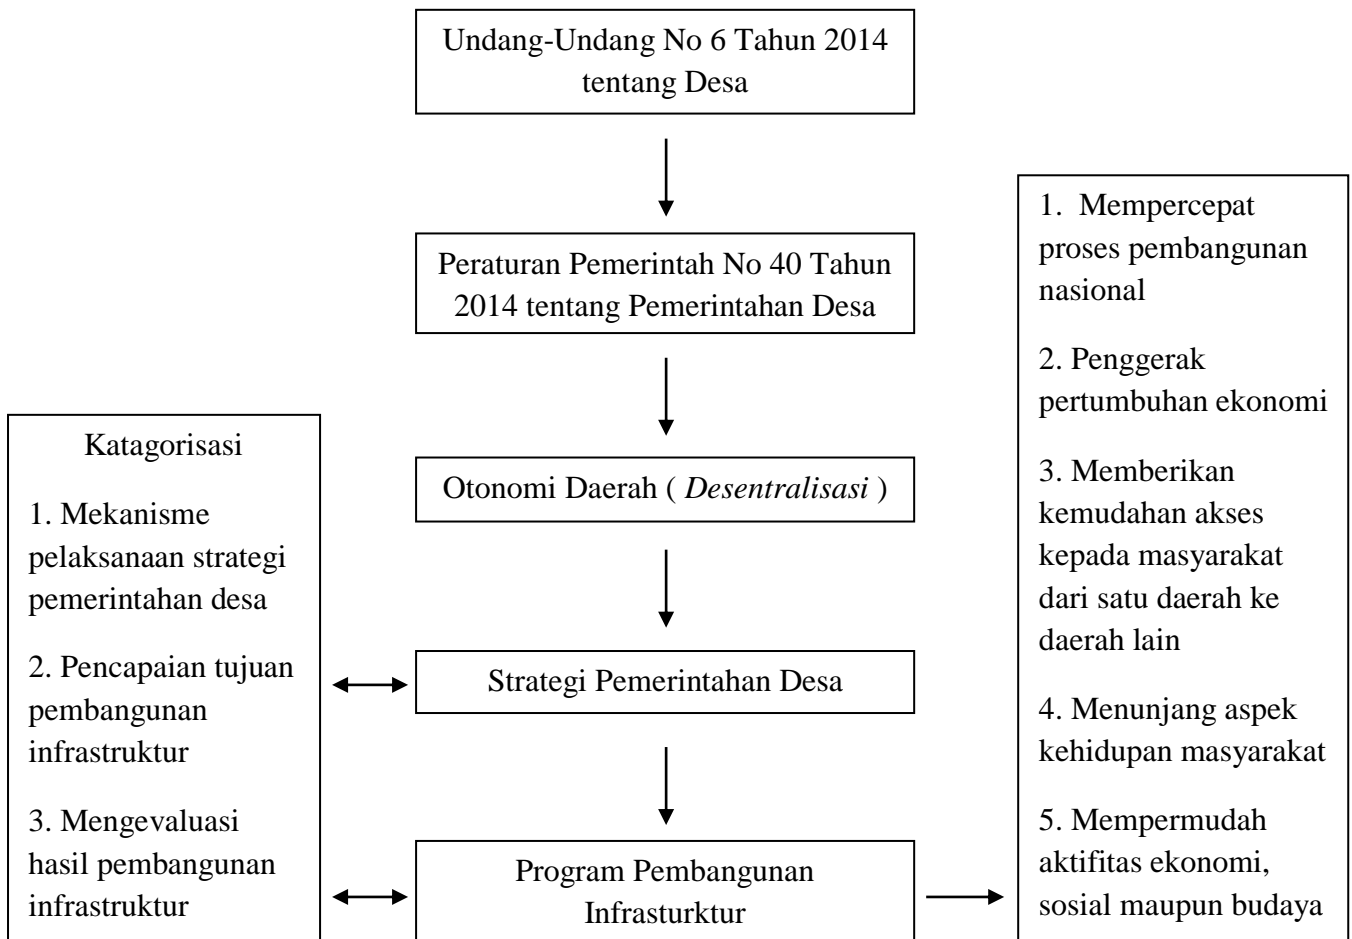 Undang-Undang No 6 Tahun 2014
tentang Desa
Peraturan Pemerintah No 40 Tahun
2014 tentang Pemerintahan Desa
Otonomi Daerah ( Desentralisasi )
Strategi Pemerintahan Desa
Program Pembangunan
Infrasturktur
Katagorisasi
1. Mekanisme
pelaksanaan strategi
pemerintahan desa
2. Pencapaian tujuan
pembangunan
infrastruktur
3. Mengevaluasi
hasil pembangunan
infrastruktur
1.  Mempercepat
proses pembangunan
nasional
2. Penggerak
pertumbuhan ekonomi
3. Memberikan
kemudahan akses
kepada masyarakat
dari satu daerah ke
daerah lain
4. Menunjang aspek
kehidupan masyarakat
5. Mempermudah
aktifitas ekonomi,
sosial maupun budaya